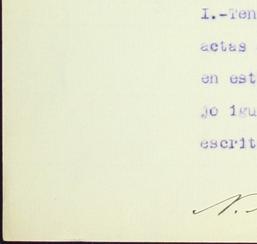 I.-Ten
actas
en est
jo igu
escrit
N.